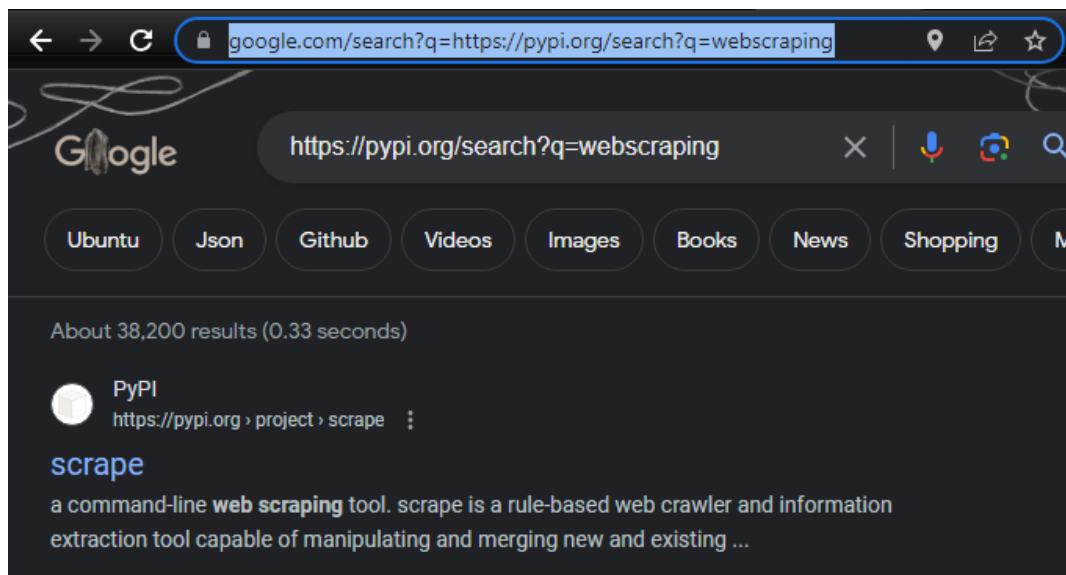 google.com/search?q=https://pypi.org/search?q=webscraping
Google
https://pypi.org/search?q=webscraping
Ubuntu Json Github Videos Images Books News Shopping M
About 38,200 results (0.33 seconds)
PyPI
https://pypi.org › project › scrape
scrape
a command-line web scraping tool. scrape is a rule-based web crawler and information
extraction tool capable of manipulating and merging new and existing ...